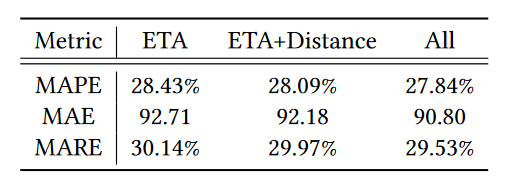 Metric ETA ETA+Distance All
MAPE 28.43% 28.09% 27.84%
MAE 92.71 92.18 90.80
MARE 30.14% 29.97% 29.53%